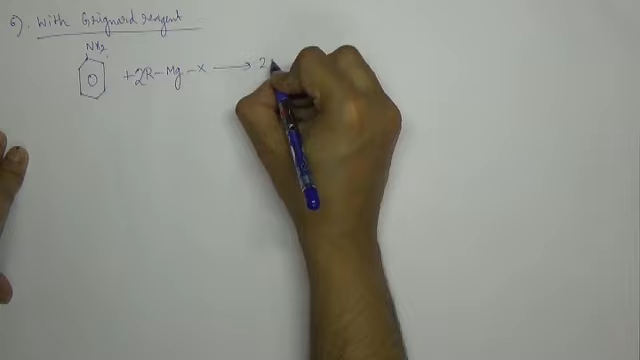 6). With Grignard reagent
NH2
+2R-Mg-X → 2